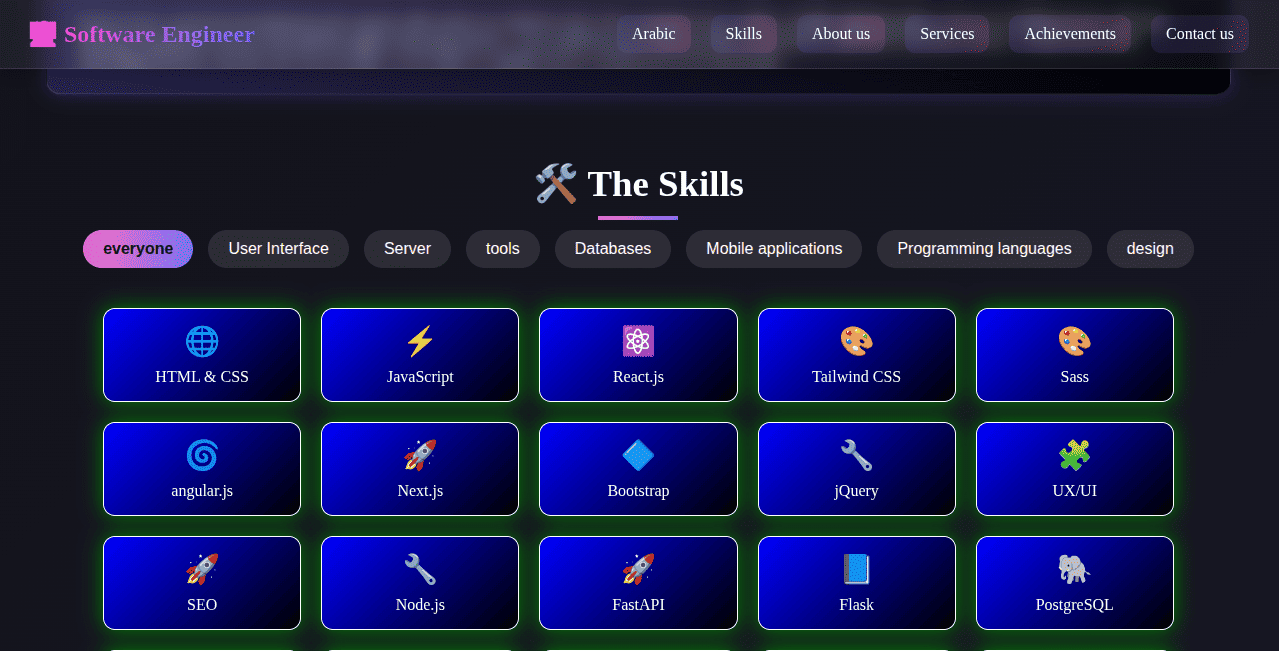 Software Engineer
Arabic
Skills
About us
Services
Achievements
Contact us
The Skills
everyone
User Interface
Server
tools
Databases
Mobile applications
Programming languages
design
HTML & CSS
JavaScript
React.js
Tailwind CSS
Sass
angular.js
Next.js
Bootstrap
jQuery
UX/UI
SEO
Node.js
FastAPI
Flask
PostgreSQL